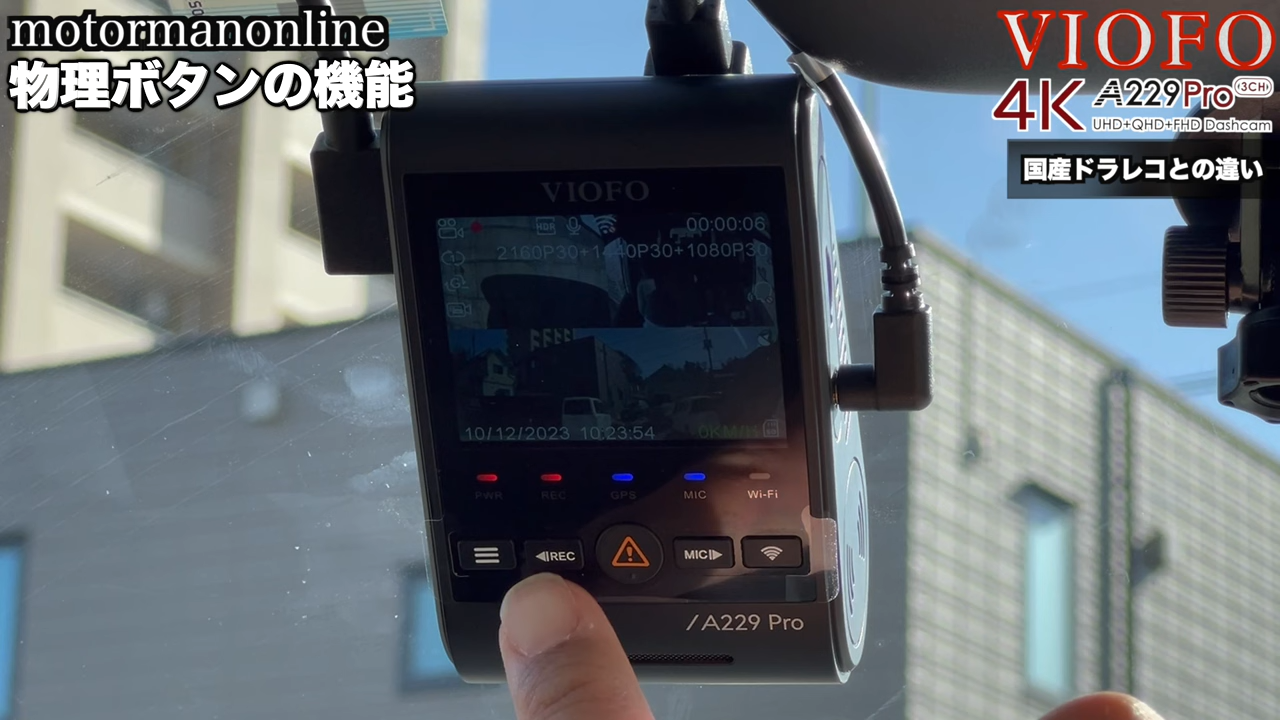 motormanonline
物理ボタンの機能
VIOFO
4K A229Pro 3CH
UHD+QHD+FHD Dashcam
国産ドラレコとの違い
VIOFO
HDR 00:00:06
2160P30+1440P30+1080P30
10/12/2023 10:23:54 0KM/H
PWR REC GPS MIC Wi-Fi
REC MIC
A229 Pro